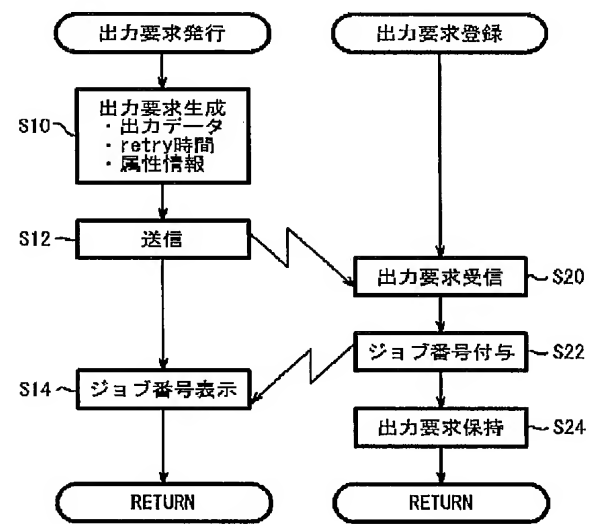 出力要求発行
出力要求生成
・出力データ
・retry時間
・属性情報
S10
送信
S12
ジョブ番号表示
S14
RETURN
出力要求登録
出力要求受信
S20
ジョブ番号付与
S22
出力要求保持
S24
RETURN